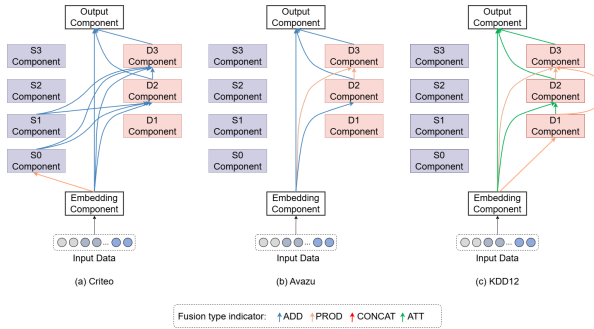 Output
Component
S3
Component
D3
Component
S2
Component
D2
Component
S1
Component
D1
Component
S0
Component
Embedding
Component
...
Input Data
(a) Criteo
Output
Component
S3
Component
D3
Component
S2
Component
D2
Component
S1
Component
D1
Component
S0
Component
Embedding
Component
...
Input Data
(b) Avazu
Output
Component
S3
Component
D3
Component
S2
Component
D2
Component
S1
Component
D1
Component
S0
Component
Embedding
Component
...
Input Data
(c) KDD12
Fusion type indicator: ADD PROD CONCAT ATT